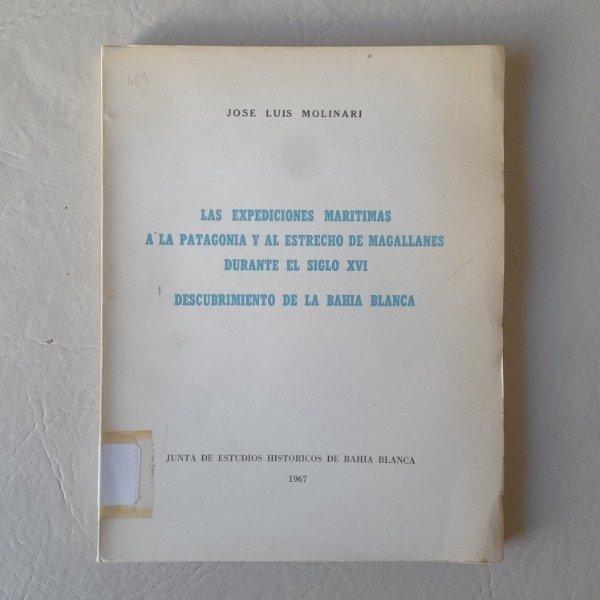 469
JOSE LUIS MOLINARI
LAS EXPEDICIONES MARITIMAS
A LA PATAGONIA Y AL ESTRECHO DE MAGALLANES
DURANTE EL SIGLO XVI
DESCUBRIMIENTO DE LA BAHIA BLANCA
JUNTA DE ESTUDIOS HISTORICOS DE BAHIA BLANCA
1967